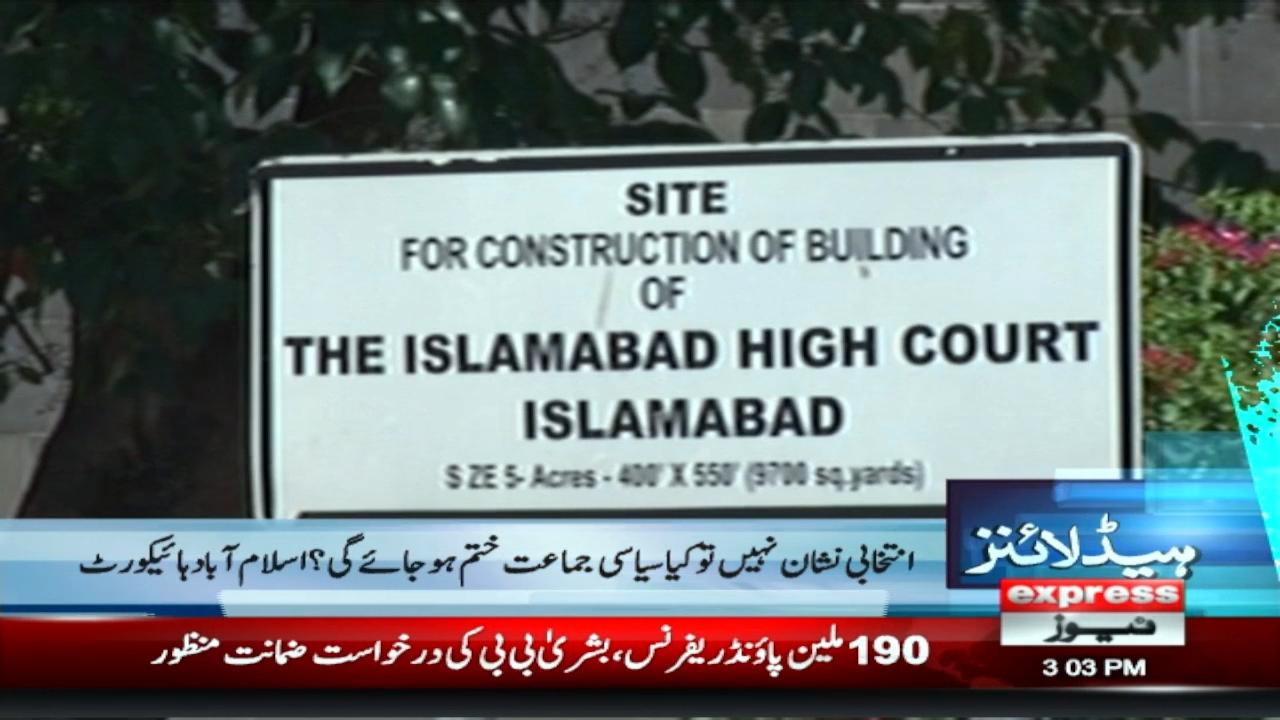 SITE
FOR CONSTRUCTION OF BUILDING
OF
THE ISLAMABAD HIGH COURT
ISLAMABAD
S ZE 5- Acres - 400' X 550' (9700 sq.yards)
ہیڈلائنز
انتخابی نشان نہیں تو کیا سیاسی جماعت ختم ہو جائے گی؟ اسلام آباد ہائیکورٹ
express
نیوز
190 ملین پاؤنڈ ریفرنس، بشریٰ بی بی کی درخواست ضمانت منظور
3 03 PM